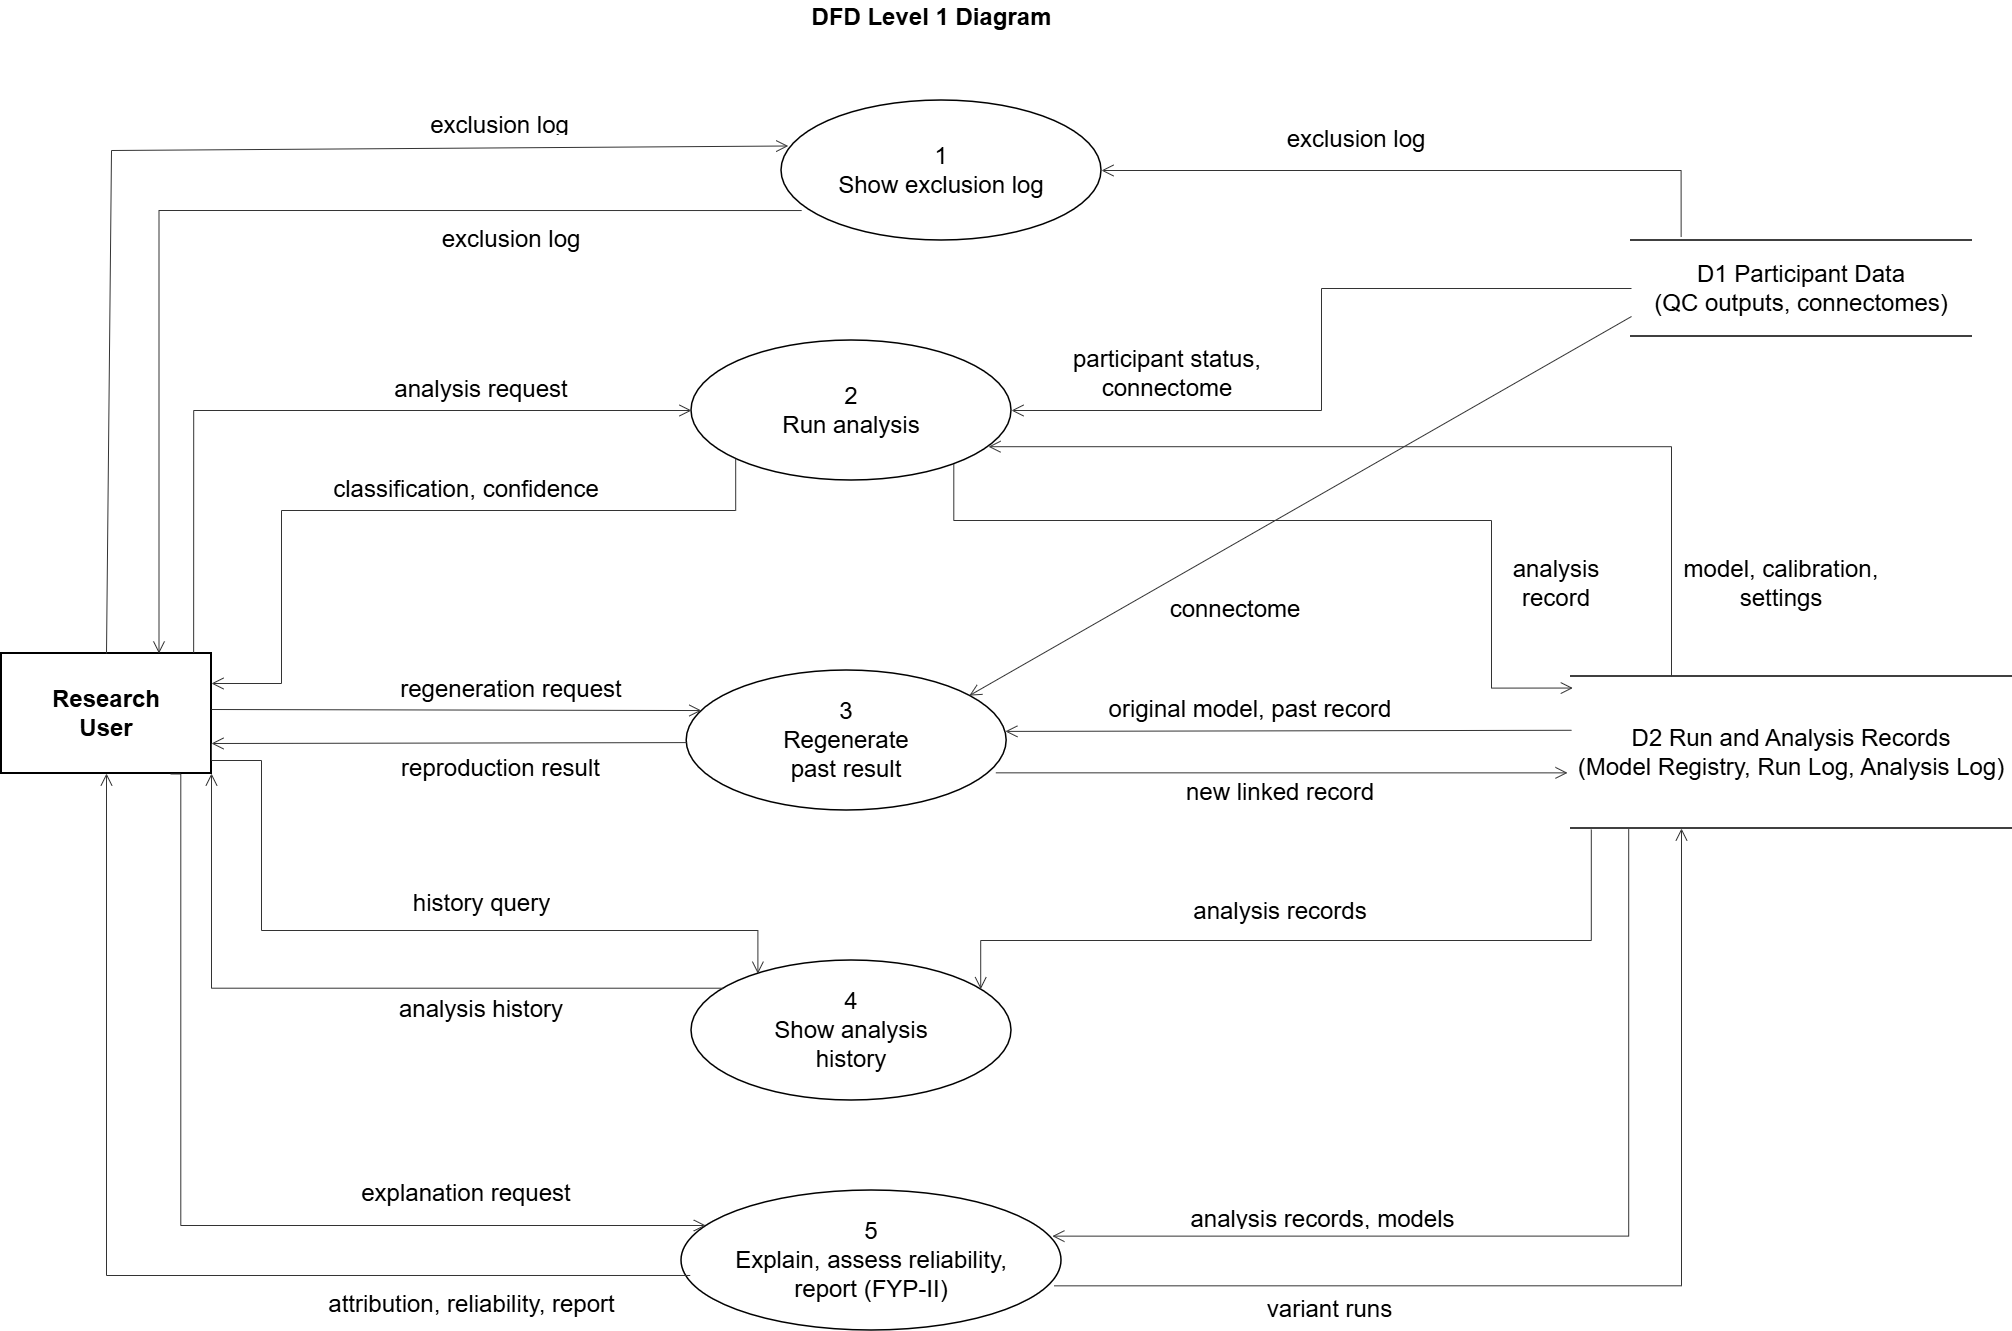 DFD Level 1 Diagram
exclusion log
exclusion log
1
Show exclusion log
exclusion log
D1 Participant Data
(QC outputs, connectomes)
participant status,
connectome
analysis request
2
Run analysis
classification, confidence
analysis
record
model, calibration,
settings
connectome
Research
User
regeneration request
3
Regenerate
past result
original model, past record
D2 Run and Analysis Records
(Model Registry, Run Log, Analysis Log)
reproduction result
new linked record
history query
analysis records
analysis history
4
Show analysis
history
explanation request
5
Explain, assess reliability,
report (FYP-II)
analysis records, models
attribution, reliability, report
variant runs